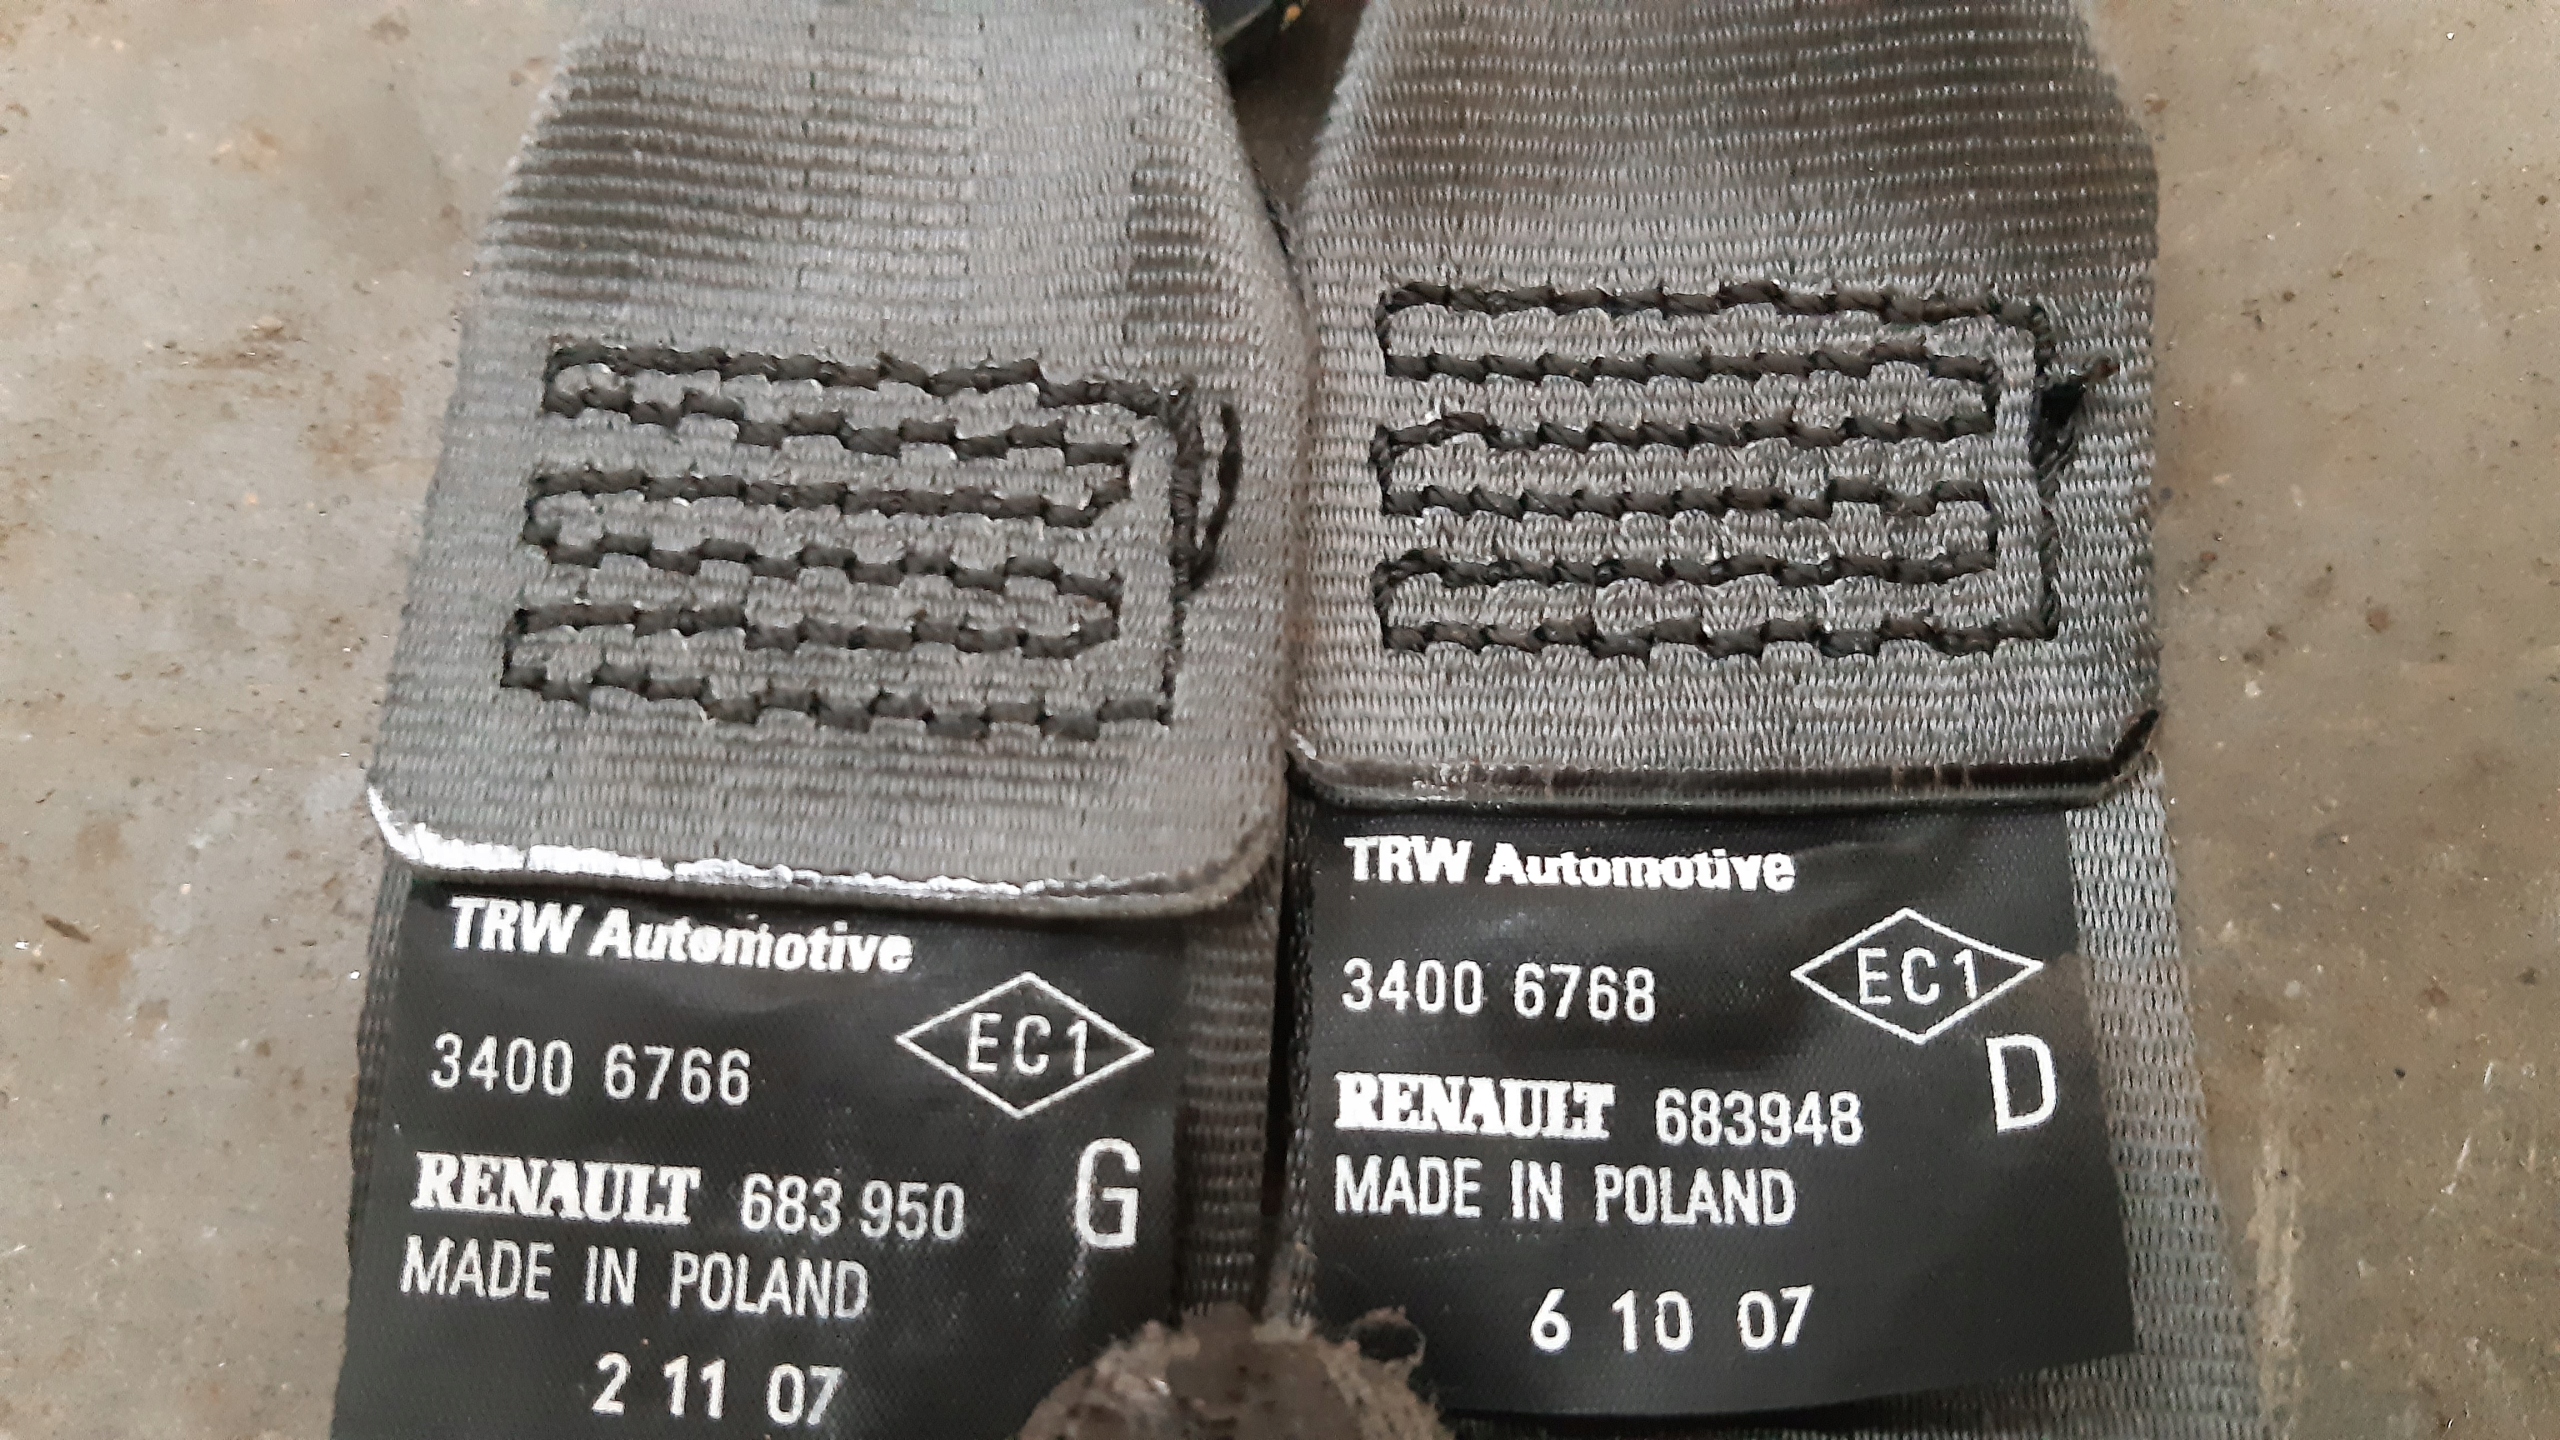 TRW Automotive
3400 6766
EC1
RENAULT 683 950
G
MADE IN POLAND
2 11 07
TRW Automotive
3400 6768
EC1
D
RENAULT 683948
MADE IN POLAND
6 10 07